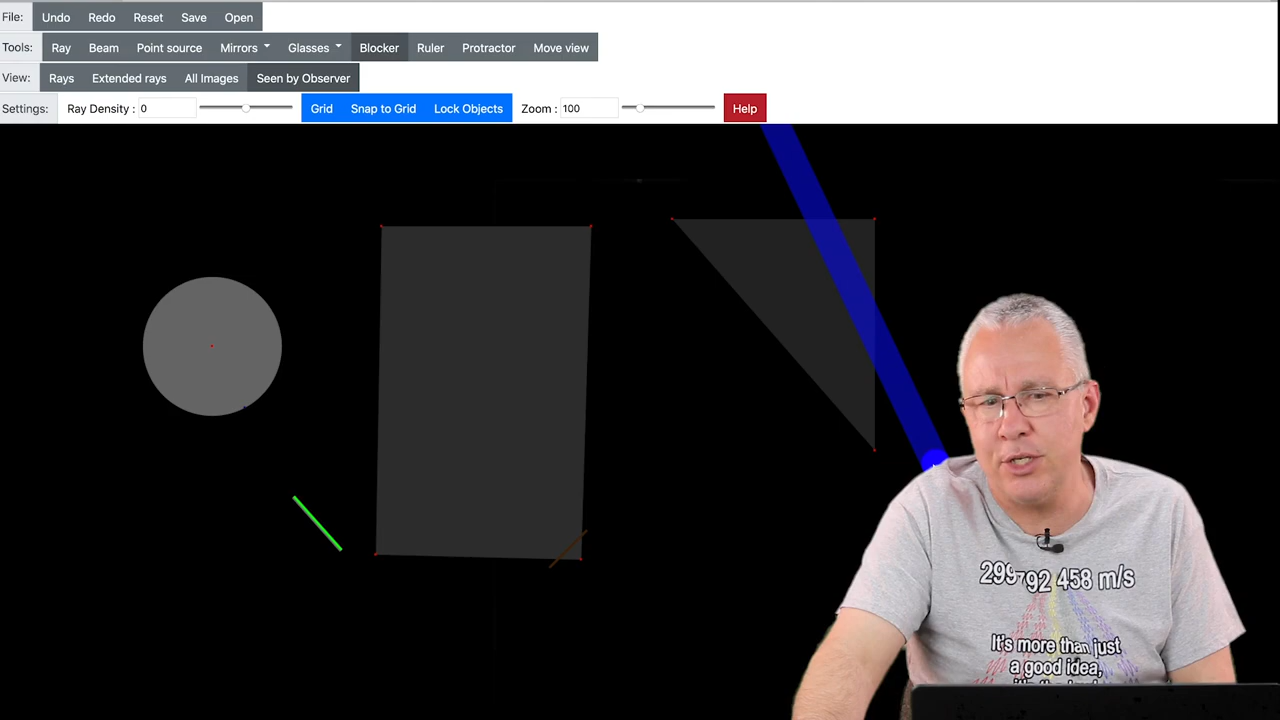 File: Undo Redo Reset Save Open
Tools: Ray Beam Point source Mirrors Glasses Blocker Ruler Protractor Move view
View: Rays Extended rays All Images Seen by Observer
Settings: Ray Density : 0 Grid Snap to Grid Lock Objects Zoom : 100 Help
458 m/s
It's more than just
a good idea,